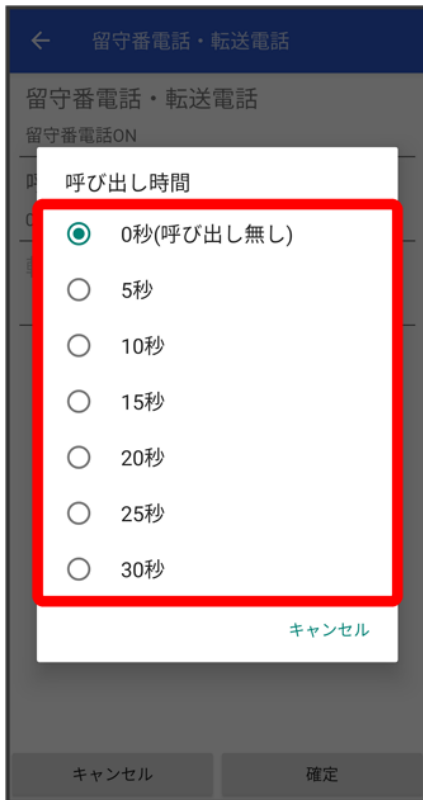 留守番電話・転送電話
留守番電話・転送電話
留守番電話ON
呼び出し時間
0秒(呼び出し無し)
5秒
10秒
15秒
20秒
25秒
30秒
キャンセル
キャンセル
確定